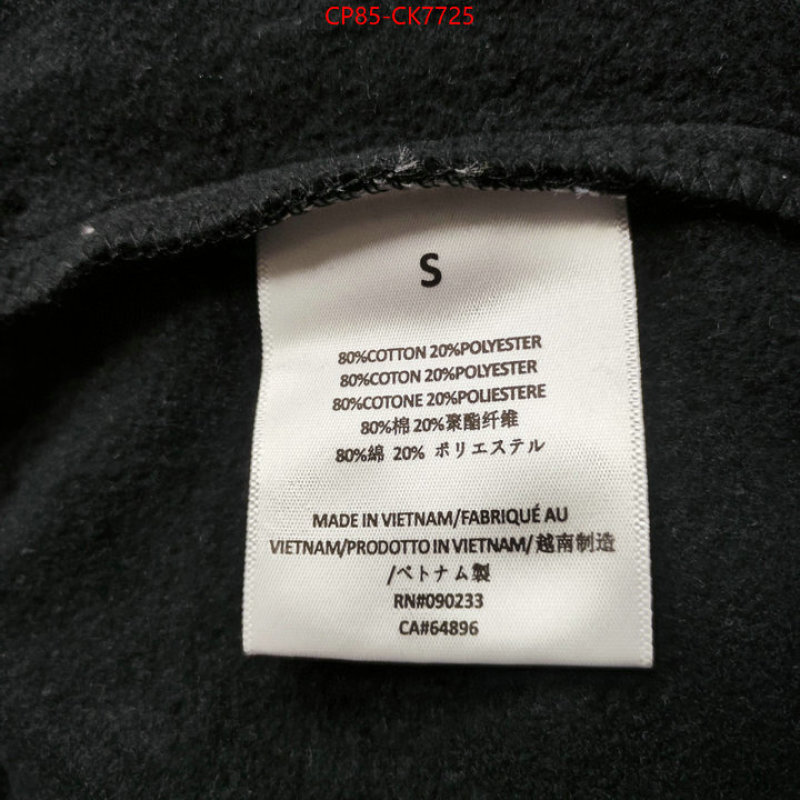 CP85-CK7725
S
80%COTTON 20%POLYESTER
80%COTON 20%POLYESTER
80%COTONE 20%POLIESTERE
80%棉 20%聚酯纤维
80%綿 20% ポリエステル
MADE IN VIETNAM/FABRIQUÉ AU
VIETNAM/PRODOTTO IN VIETNAM/越南制造
/ベトナム製
RN#090233
CA#64896